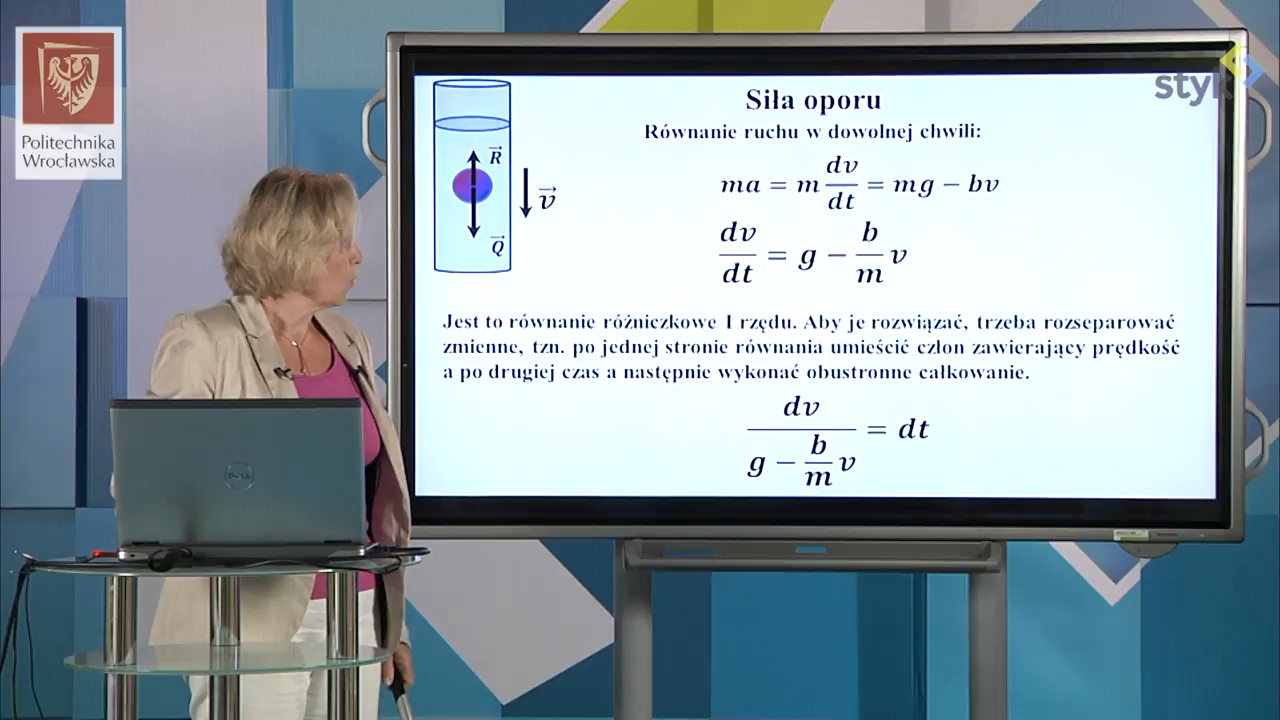 Politechnika
Wrocławska
styk
Siła oporu
Równanie ruchu w dowolnej chwili:
ma = m dv/dt = mg − bv
dv/dt = g − b/m v
R
v
Q
Jest to równanie różniczkowe I rzędu. Aby je rozwiązać, trzeba rozseparować
zmienne, tzn. po jednej stronie równania umieścić człon zawierający prędkość
a po drugiej czas a następnie wykonać obustronne całkowanie.
dv/(g − b/m v) = dt
DELL